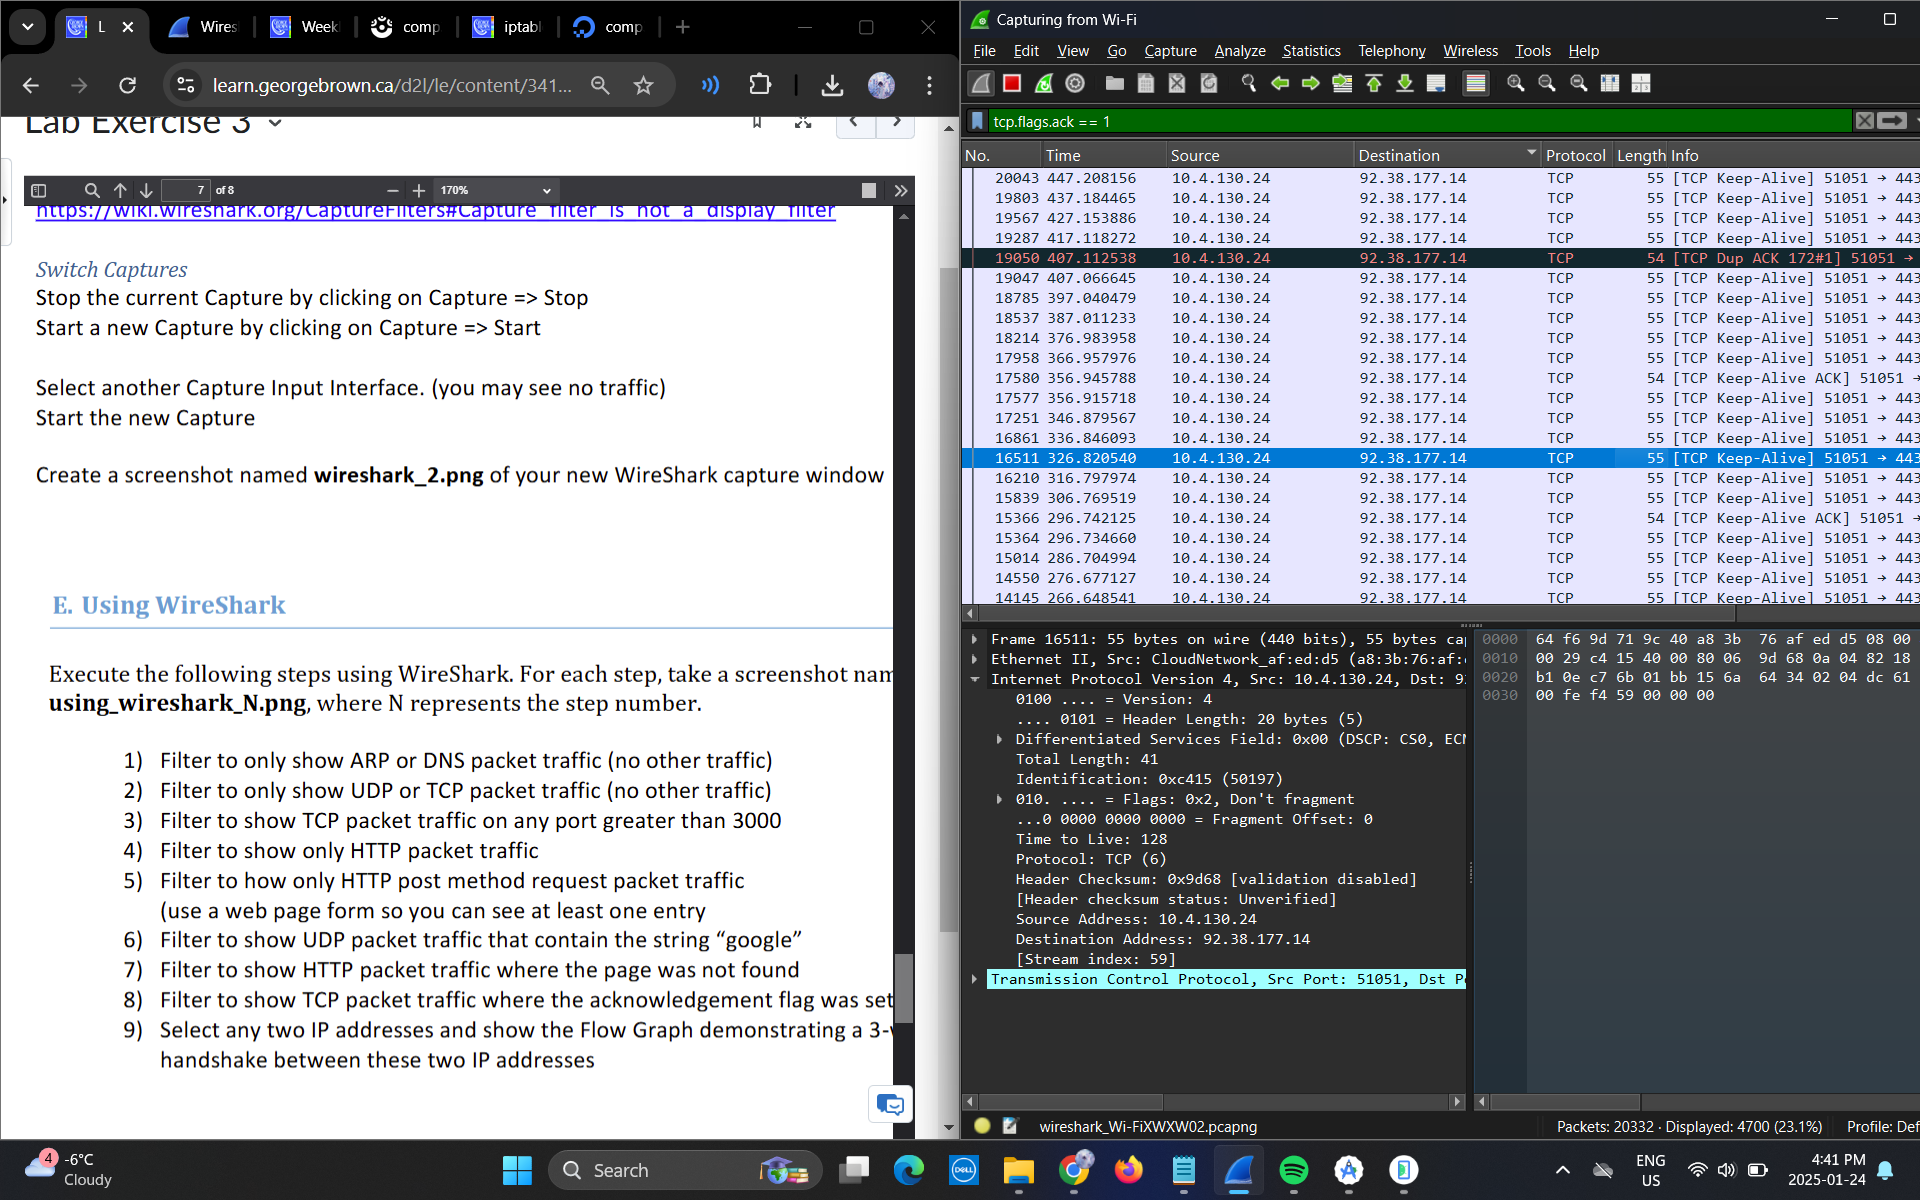 L
Wires
Week
comp
iptabl
comp
learn.georgebrown.ca/d2l/le/content/341...
Lab Exercise 3
7 of 8
170%
https://wiki.wireshark.org/CaptureFilters#Capture_filter_is_not_a_display_filter
Switch Captures
Stop the current Capture by clicking on Capture => Stop
Start a new Capture by clicking on Capture => Start
Select another Capture Input Interface. (you may see no traffic)
Start the new Capture
Create a screenshot named wireshark_2.png of your new WireShark capture window
E. Using WireShark
Execute the following steps using WireShark. For each step, take a screenshot nam
using_wireshark_N.png, where N represents the step number.
1) Filter to only show ARP or DNS packet traffic (no other traffic)
2) Filter to only show UDP or TCP packet traffic (no other traffic)
3) Filter to show TCP packet traffic on any port greater than 3000
4) Filter to show only HTTP packet traffic
5) Filter to how only HTTP post method request packet traffic
(use a web page form so you can see at least one entry
6) Filter to show UDP packet traffic that contain the string “google”
7) Filter to show HTTP packet traffic where the page was not found
8) Filter to show TCP packet traffic where the acknowledgement flag was set
9) Select any two IP addresses and show the Flow Graph demonstrating a 3-
handshake between these two IP addresses
Capturing from Wi-Fi
File Edit View Go Capture Analyze Statistics Telephony Wireless Tools Help
tcp.flags.ack == 1
No. Time Source Destination Protocol Length Info
20043 447.208156 10.4.130.24 92.38.177.14 TCP 55 [TCP Keep-Alive] 51051 → 443
19803 437.184465 10.4.130.24 92.38.177.14 TCP 55 [TCP Keep-Alive] 51051 → 443
19567 427.153886 10.4.130.24 92.38.177.14 TCP 55 [TCP Keep-Alive] 51051 → 443
19287 417.118272 10.4.130.24 92.38.177.14 TCP 55 [TCP Keep-Alive] 51051 → 443
19050 407.112538 10.4.130.24 92.38.177.14 TCP 54 [TCP Dup ACK 172#1] 51051 →
19047 407.066645 10.4.130.24 92.38.177.14 TCP 55 [TCP Keep-Alive] 51051 → 443
18785 397.040479 10.4.130.24 92.38.177.14 TCP 55 [TCP Keep-Alive] 51051 → 443
18537 387.011233 10.4.130.24 92.38.177.14 TCP 55 [TCP Keep-Alive] 51051 → 443
18214 376.983958 10.4.130.24 92.38.177.14 TCP 55 [TCP Keep-Alive] 51051 → 443
17958 366.957976 10.4.130.24 92.38.177.14 TCP 55 [TCP Keep-Alive] 51051 → 443
17580 356.945788 10.4.130.24 92.38.177.14 TCP 54 [TCP Keep-Alive ACK] 51051 →
17577 356.915718 10.4.130.24 92.38.177.14 TCP 55 [TCP Keep-Alive] 51051 → 443
17251 346.879567 10.4.130.24 92.38.177.14 TCP 55 [TCP Keep-Alive] 51051 → 443
16861 336.846093 10.4.130.24 92.38.177.14 TCP 55 [TCP Keep-Alive] 51051 → 443
16511 326.820540 10.4.130.24 92.38.177.14 TCP 55 [TCP Keep-Alive] 51051 → 443
16210 316.797974 10.4.130.24 92.38.177.14 TCP 55 [TCP Keep-Alive] 51051 → 443
15839 306.769519 10.4.130.24 92.38.177.14 TCP 55 [TCP Keep-Alive] 51051 → 443
15366 296.742125 10.4.130.24 92.38.177.14 TCP 54 [TCP Keep-Alive ACK] 51051 →
15364 296.734660 10.4.130.24 92.38.177.14 TCP 55 [TCP Keep-Alive] 51051 → 443
15014 286.704994 10.4.130.24 92.38.177.14 TCP 55 [TCP Keep-Alive] 51051 → 443
14550 276.677127 10.4.130.24 92.38.177.14 TCP 55 [TCP Keep-Alive] 51051 → 443
14145 266.648541 10.4.130.24 92.38.177.14 TCP 55 [TCP Keep-Alive] 51051 → 443
Frame 16511: 55 bytes on wire (440 bits), 55 bytes cap
Ethernet II, Src: CloudNetwork_af:ed:d5 (a8:3b:76:af:
Internet Protocol Version 4, Src: 10.4.130.24, Dst: 92
0100 .... = Version: 4
.... 0101 = Header Length: 20 bytes (5)
Differentiated Services Field: 0x00 (DSCP: CS0, ECN
Total Length: 41
Identification: 0xc415 (50197)
010. .... = Flags: 0x2, Don't fragment
...0 0000 0000 0000 = Fragment Offset: 0
Time to Live: 128
Protocol: TCP (6)
Header Checksum: 0x9d68 [validation disabled]
[Header checksum status: Unverified]
Source Address: 10.4.130.24
Destination Address: 92.38.177.14
[Stream index: 59]
Transmission Control Protocol, Src Port: 51051, Dst Po
0000 64 f6 9d 71 9c 40 a8 3b 76 af ed d5 08 00
0010 00 29 c4 15 40 00 80 06 9d 68 0a 04 82 18
0020 b1 0e c7 6b 01 bb 15 6a 64 34 02 04 dc 61
0030 00 fe f4 59 00 00 00
wireshark_Wi-FiXWXW02.pcapng
Packets: 20332 · Displayed: 4700 (23.1%)
Profile: Def
4
-6°C
Cloudy
Search
DELL
ENG
US
4:41 PM
2025-01-24